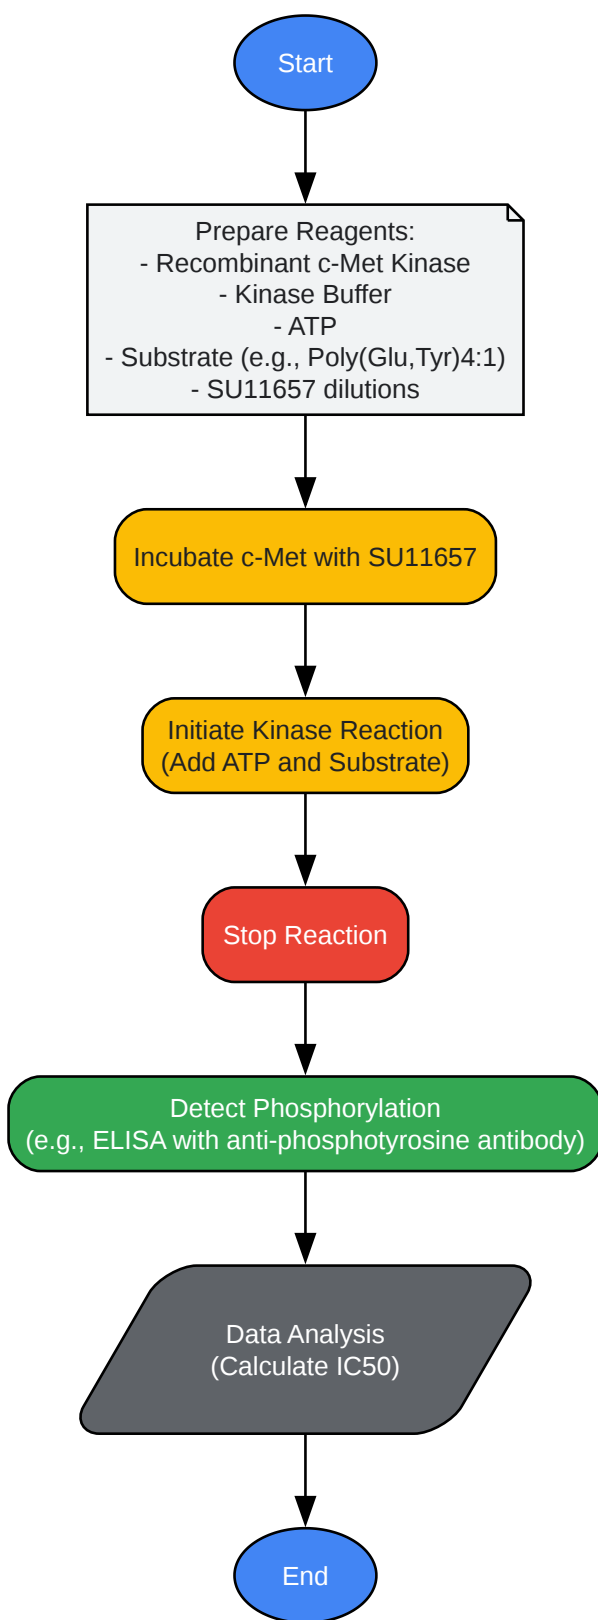 Start
Prepare Reagents:
- Recombinant c-Met Kinase
- Kinase Buffer
- ATP
- Substrate (e.g., Poly(Glu,Tyr)4:1)
- SU11657 dilutions
Incubate c-Met with SU11657
Initiate Kinase Reaction
(Add ATP and Substrate)
Stop Reaction
Detect Phosphorylation
(e.g., ELISA with anti-phosphotyrosine antibody)
Data Analysis
(Calculate IC50)
End